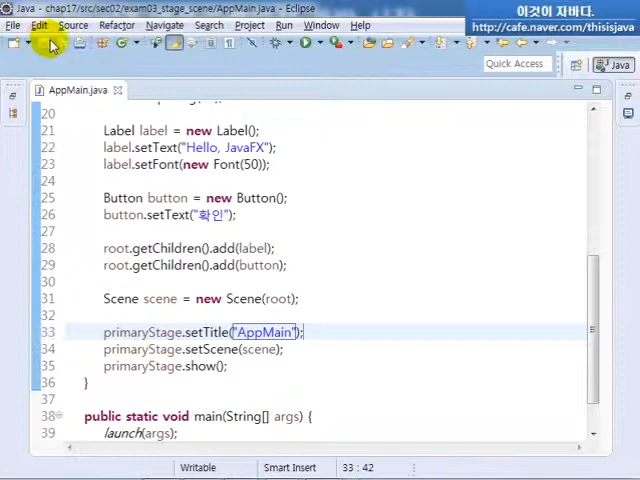 Java - chap17/src/sec02/exam03_stage_scene/AppMain.java - Eclipse
이것이 자바다.
http://cafe.naver.com/thisisjava
File Edit Source Refactor Navigate Search Project Run Window Help
Quick Access
Java
AppMain.java
20
21 Label label = new Label();
22 label.setText("Hello, JavaFX");
23 label.setFont(new Font(50));
24
25 Button button = new Button();
26 button.setText("확인");
27
28 root.getChildren().add(label);
29 root.getChildren().add(button);
30
31 Scene scene = new Scene(root);
32
33 primaryStage.setTitle("AppMain");
34 primaryStage.setScene(scene);
35 primaryStage.show();
36 }
37
38 public static void main(String[] args) {
39 launch(args);
Writable Smart Insert 33 : 42